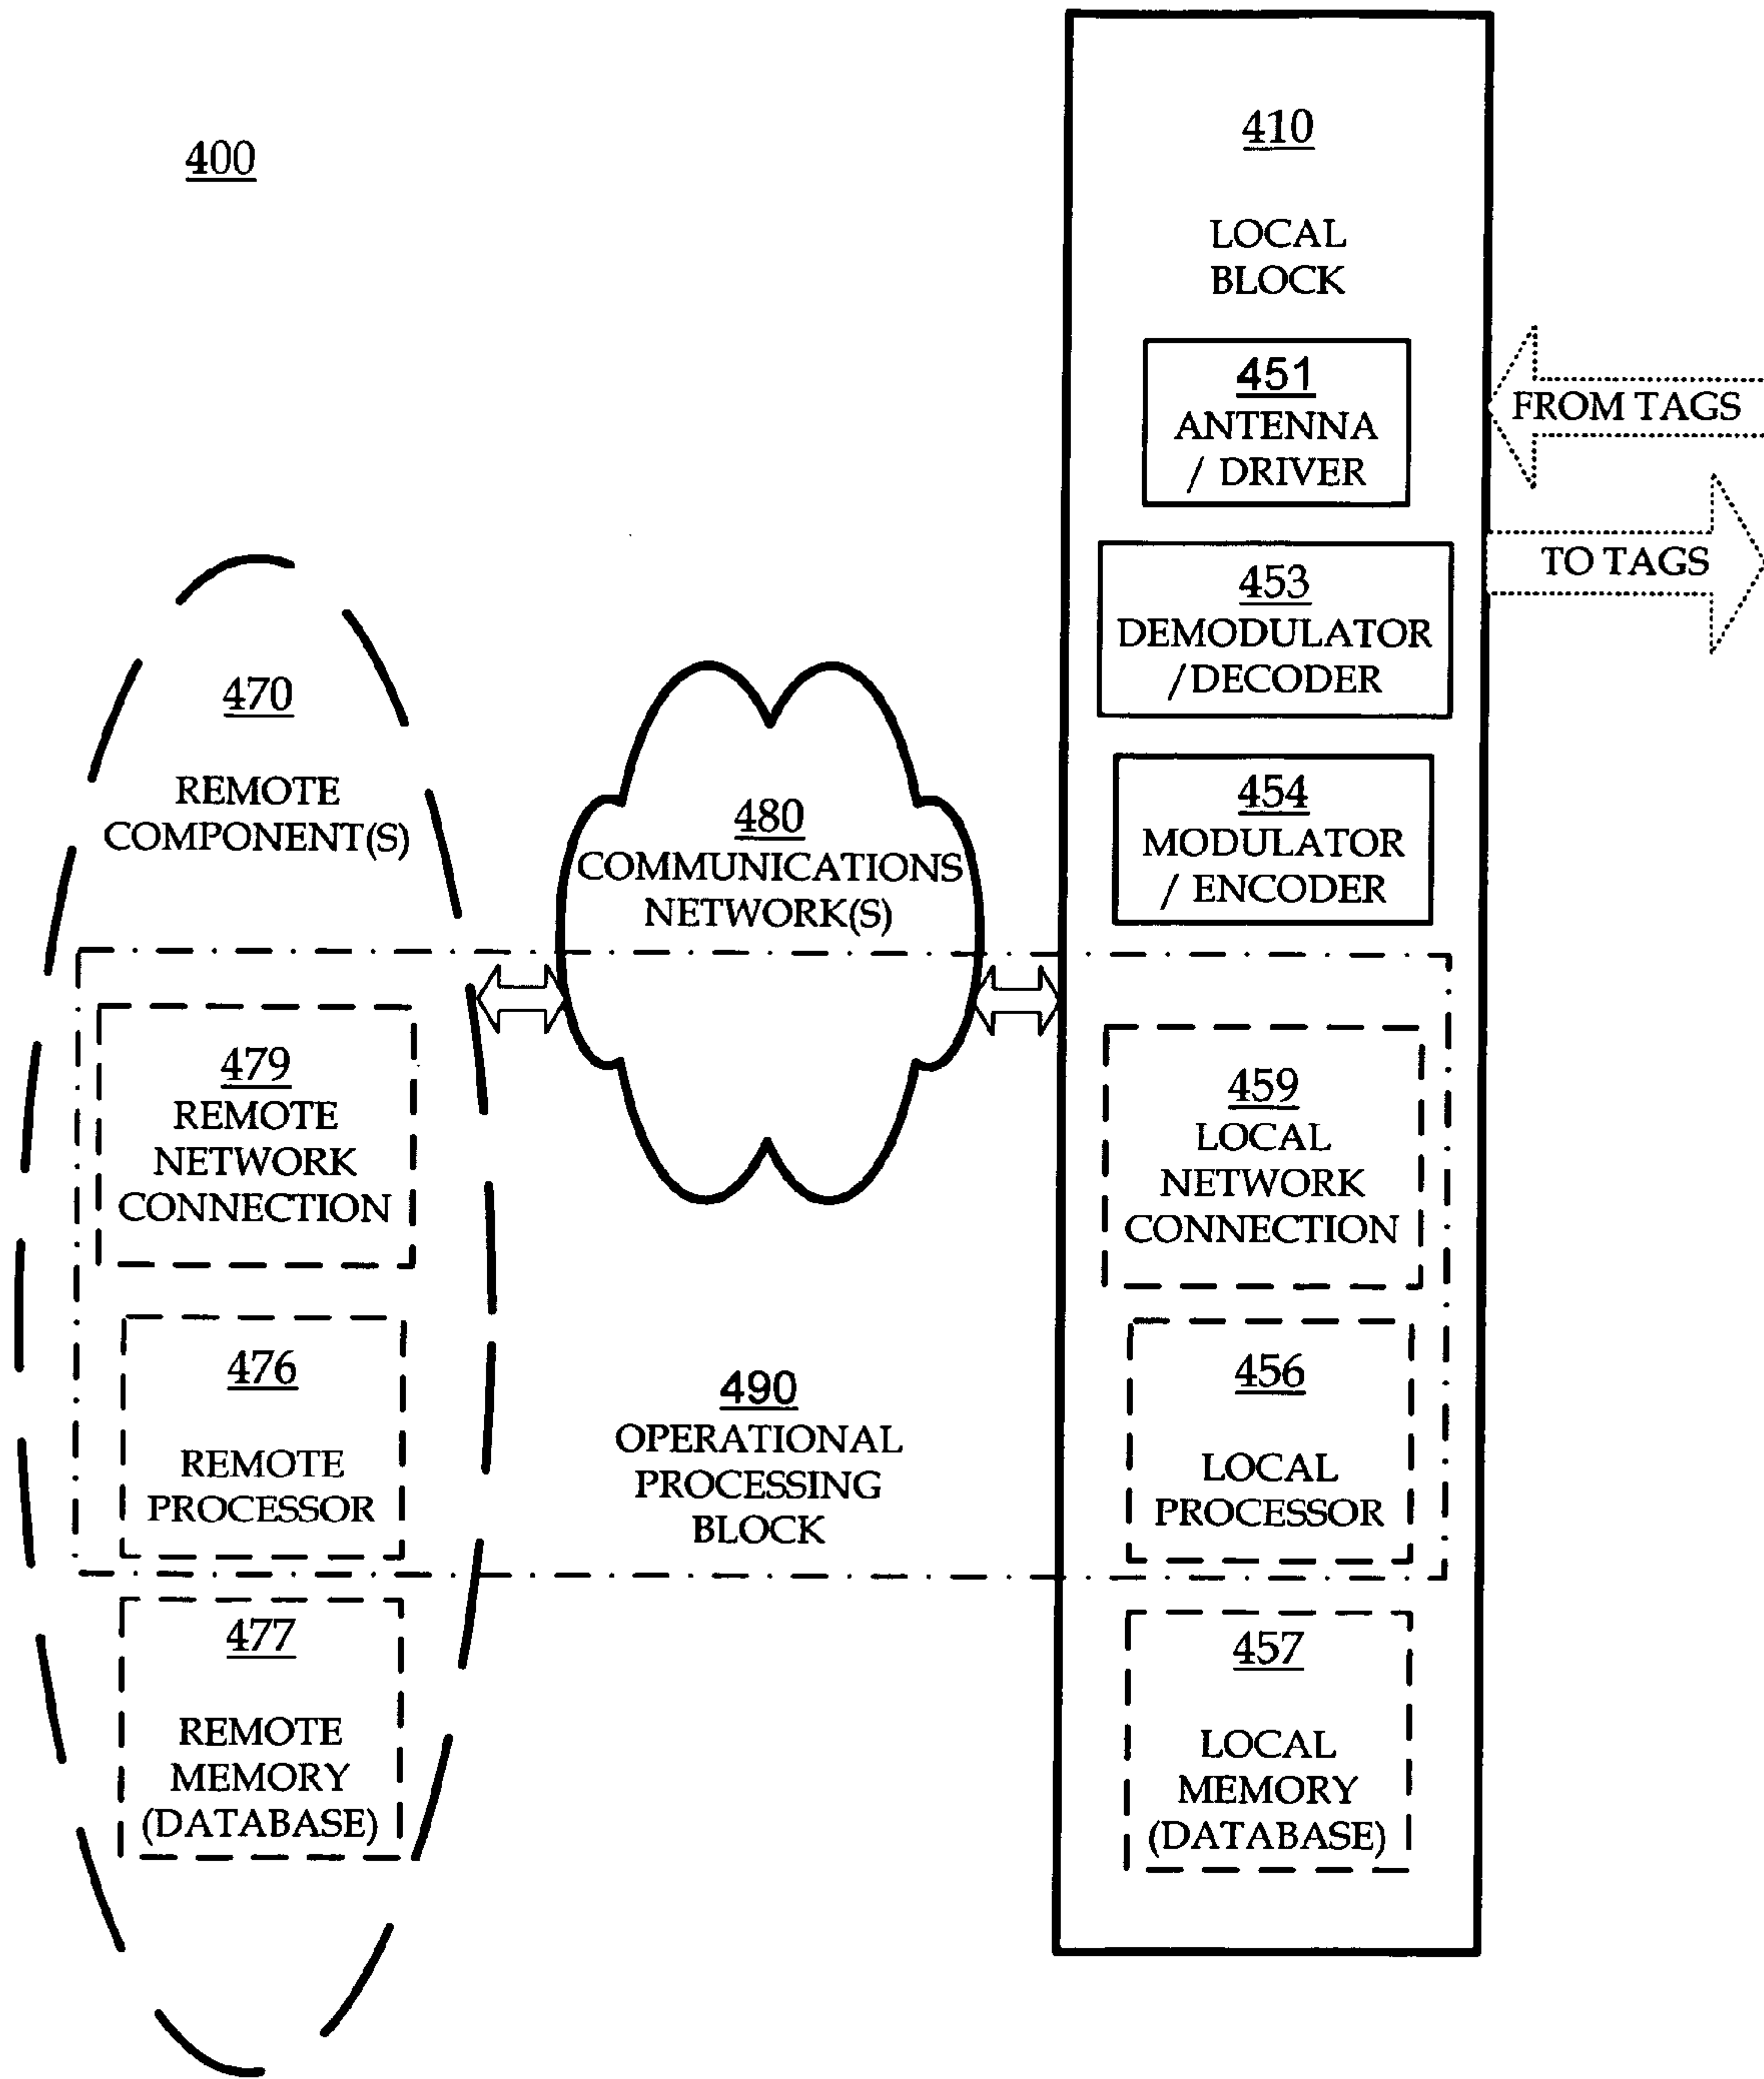 400
410
LOCAL
BLOCK
451
ANTENNA
/ DRIVER
FROM TAGS
TO TAGS
453
DEMODULATOR
/DECODER
454
MODULATOR
/ ENCODER
470
REMOTE
COMPONENT(S)
480
COMMUNICATIONS
NETWORK(S)
479
REMOTE
NETWORK
CONNECTION
459
LOCAL
NETWORK
CONNECTION
476
REMOTE
PROCESSOR
490
OPERATIONAL
PROCESSING
BLOCK
456
LOCAL
PROCESSOR
477
REMOTE
MEMORY
(DATABASE)
457
LOCAL
MEMORY
(DATABASE)